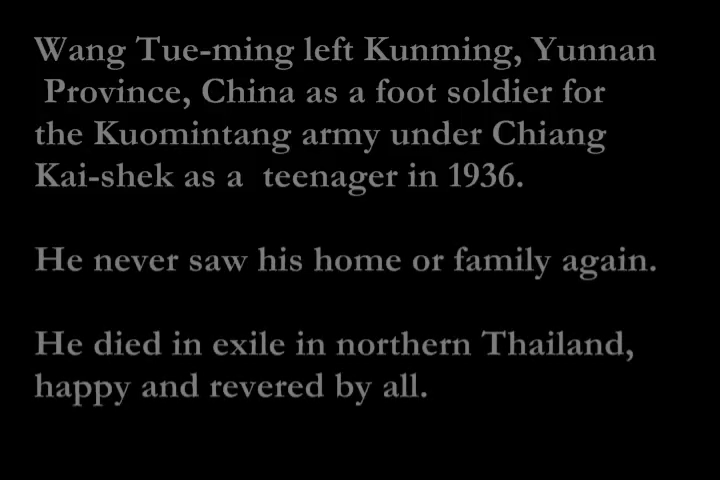 Wang Tue-ming left Kunming, Yunnan
Province, China as a foot soldier for
the Kuomintang army under Chiang
Kai-shek as a teenager in 1936.
He never saw his home or family again.
He died in exile in northern Thailand,
happy and revered by all.